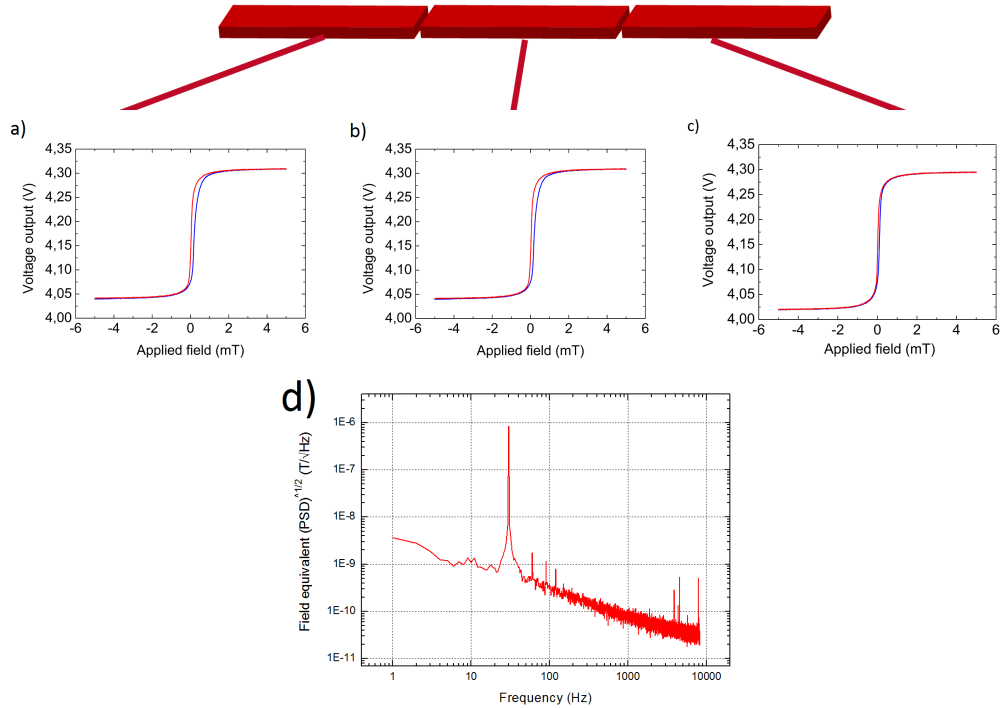 a)
4,35
4,30
4,25
4,20
4,15
4,10
4,05
4,00
Voltage output (V)
-6 -4 -2 0 2 4 6
Applied field (mT)
b)
4,35
4,30
4,25
4,20
4,15
4,10
4,05
4,00
Voltage output (V)
-6 -4 -2 0 2 4 6
Applied field (mT)
c)
4,35
4,30
4,25
4,20
4,15
4,10
4,05
4,00
Voltage output (V)
-6 -4 -2 0 2 4 6
Applied field (mT)
d)
1E-6
1E-7
1E-8
1E-9
1E-10
1E-11
Field equivalent (PSD)^1/2 (T/√Hz)
1 10 100 1000 10000
Frequency (Hz)